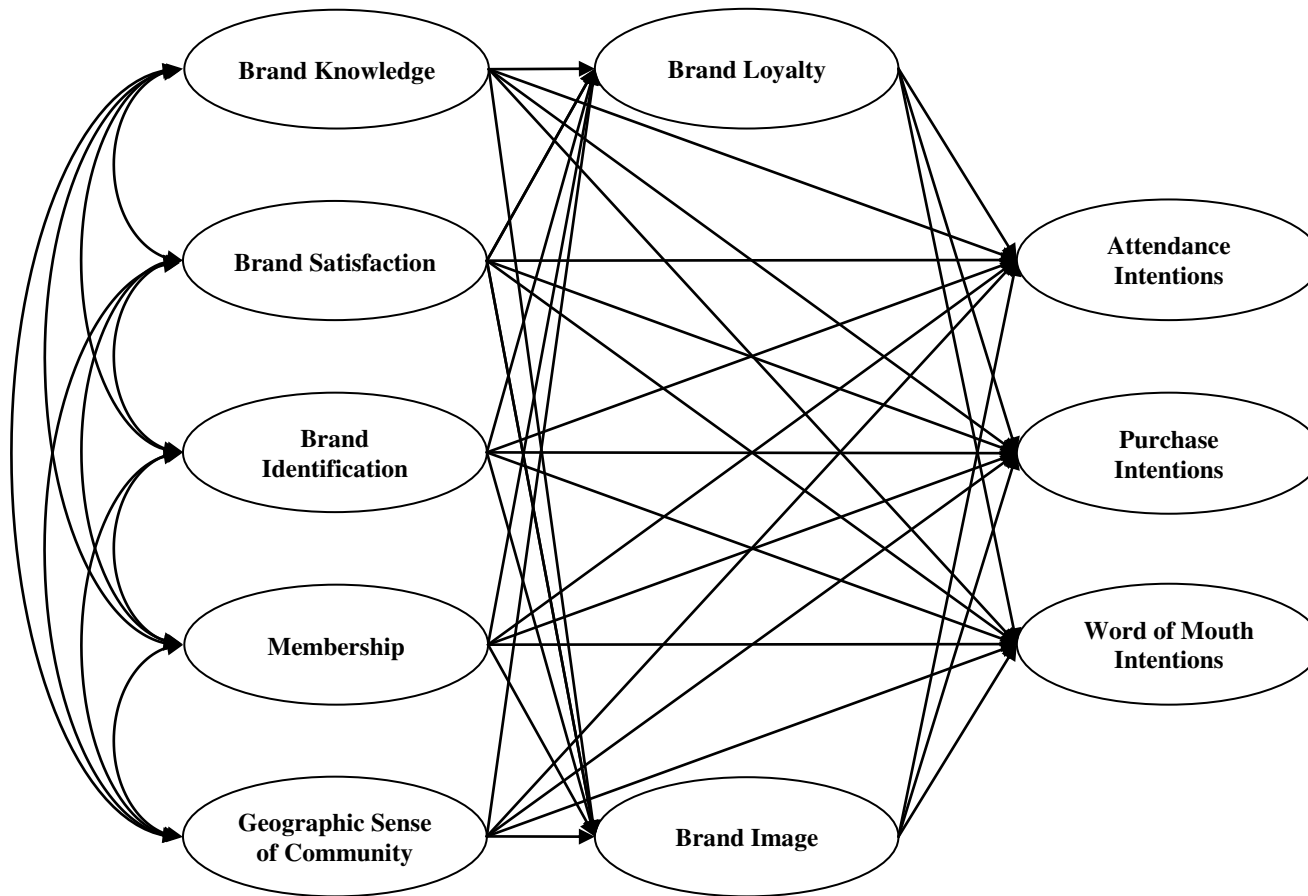 Brand Knowledge
Brand Loyalty
Brand Satisfaction
Attendance
Intentions
Brand
Identification
Purchase
Intentions
Membership
Word of Mouth
Intentions
Geographic Sense
of Community
Brand Image